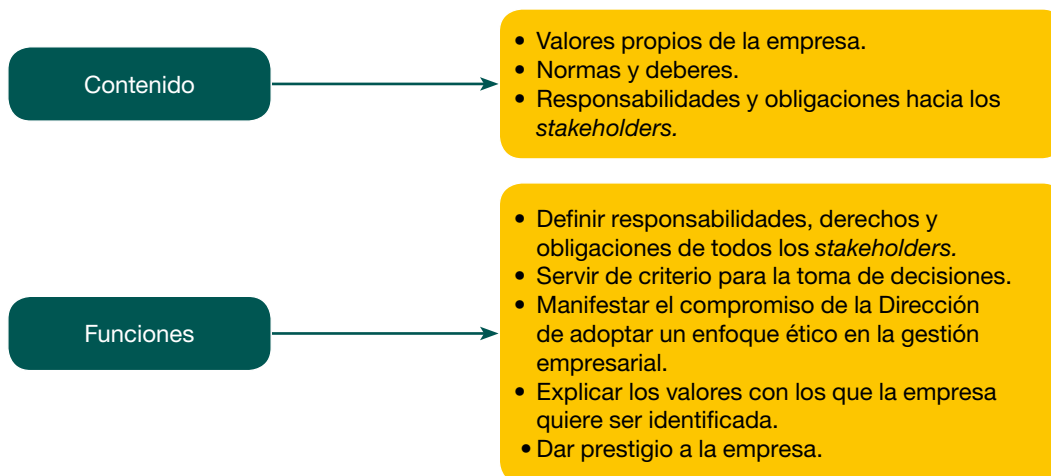 Contenido
• Valores propios de la empresa.
• Normas y deberes.
• Responsabilidades y obligaciones hacia los
stakeholders.
Funciones
• Definir responsabilidades, derechos y
obligaciones de todos los stakeholders.
• Servir de criterio para la toma de decisiones.
• Manifestar el compromiso de la Dirección
de adoptar un enfoque ético en la gestión
empresarial.
• Explicar los valores con los que la empresa
quiere ser identificada.
• Dar prestigio a la empresa.